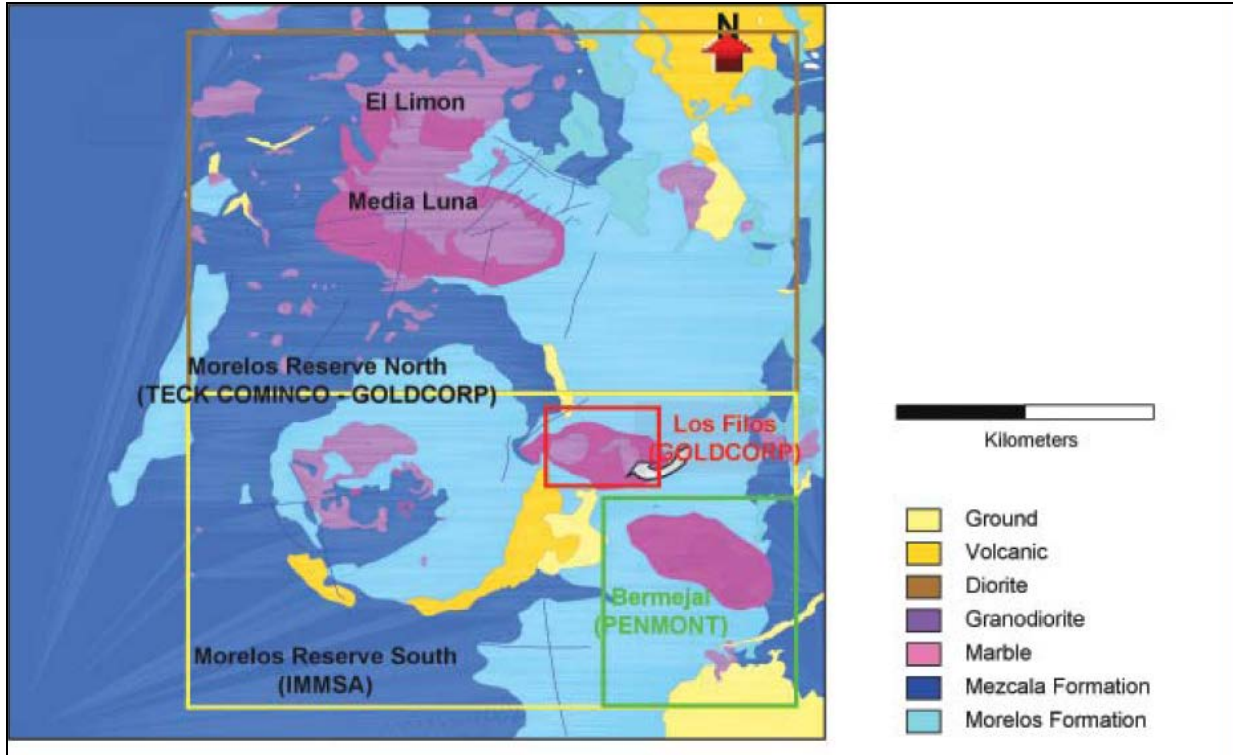 N
El Limon
Media Luna
Morelos Reserve North
(TECK COMINCO - GOLDCORP)
Los Filos
(GOLDCORP)
Bermejal
(PENMONT)
Morelos Reserve South
(IMMSA)
Kilometers
Ground
Volcanic
Diorite
Granodiorite
Marble
Mezcala Formation
Morelos Formation